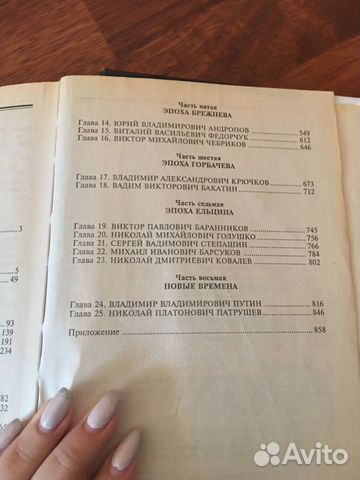 Часть пятая
ЭПОХА БРЕЖНЕВА
Глава 14. ЮРИЙ ВЛАДИМИРОВИЧ АНДРОПОВ 549
Глава 15. ВИТАЛИЙ ВАСИЛЬЕВИЧ ФЕДОРЧУК 612
Глава 16. ВИКТОР МИХАЙЛОВИЧ ЧЕБРИКОВ 646
Часть шестая
ЭПОХА ГОРБАЧЕВА
Глава 17. ВЛАДИМИР АЛЕКСАНДРОВИЧ КРЮЧКОВ 673
Глава 18. ВАДИМ ВИКТОРОВИЧ БАКАТИН 712
Часть седьмая
ЭПОХА ЕЛЬЦИНА
Глава 19. ВИКТОР ПАВЛОВИЧ БАРАННИКОВ 745
Глава 20. НИКОЛАЙ МИХАЙЛОВИЧ ГОЛУШКО 756
Глава 21. СЕРГЕЙ ВАДИМОВИЧ СТЕПАШИН 766
Глава 22. МИХАИЛ ИВАНОВИЧ БАРСУКОВ 784
Глава 23. НИКОЛАЙ ДМИТРИЕВИЧ КОВАЛЕВ 802
Часть восьмая
НОВЫЕ ВРЕМЕНА
Глава 24. ВЛАДИМИР ВЛАДИМИРОВИЧ ПУТИН 816
Глава 25. НИКОЛАЙ ПЛАТОНОВИЧ ПАТРУШЕВ 846
Приложение 858
3
5
49
93
139
191
234
82
32
Avito